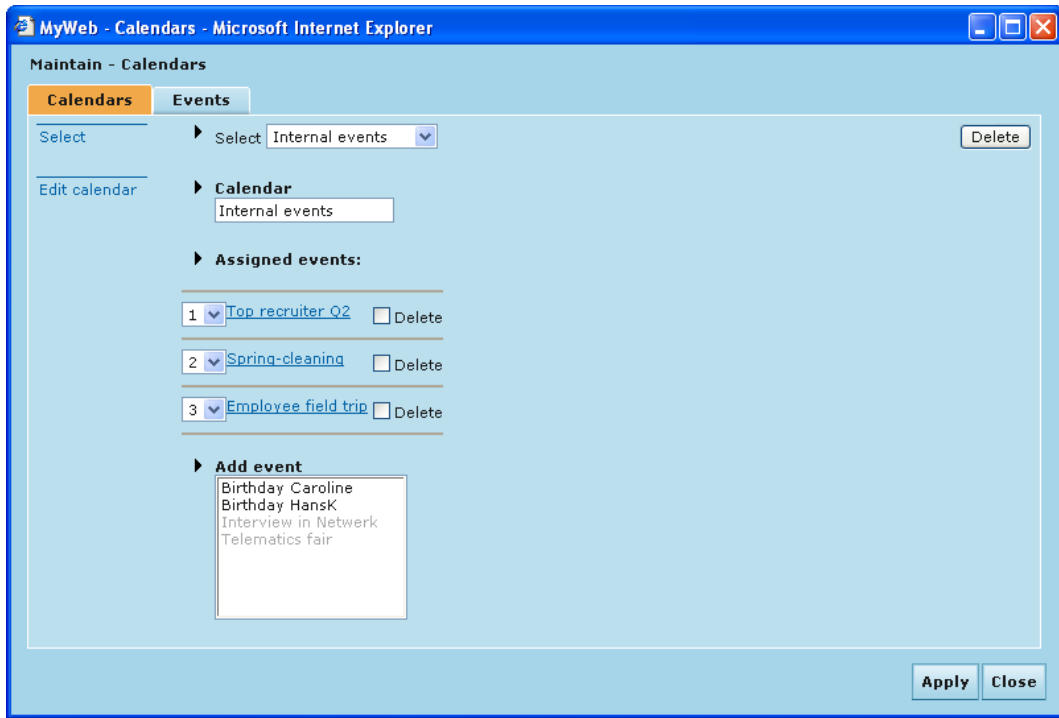 MyWeb - Calendars - Microsoft Internet Explorer
Maintain - Calendars
Calendars Events
Select Select Internal events Delete
Edit calendar Calendar
Internal events
Assigned events:
1 Top recruiter Q2 Delete
2 Spring-cleaning Delete
3 Employee field trip Delete
Add event
Birthday Caroline
Birthday HansK
Interview in Netwerk
Telematics fair
Apply Close